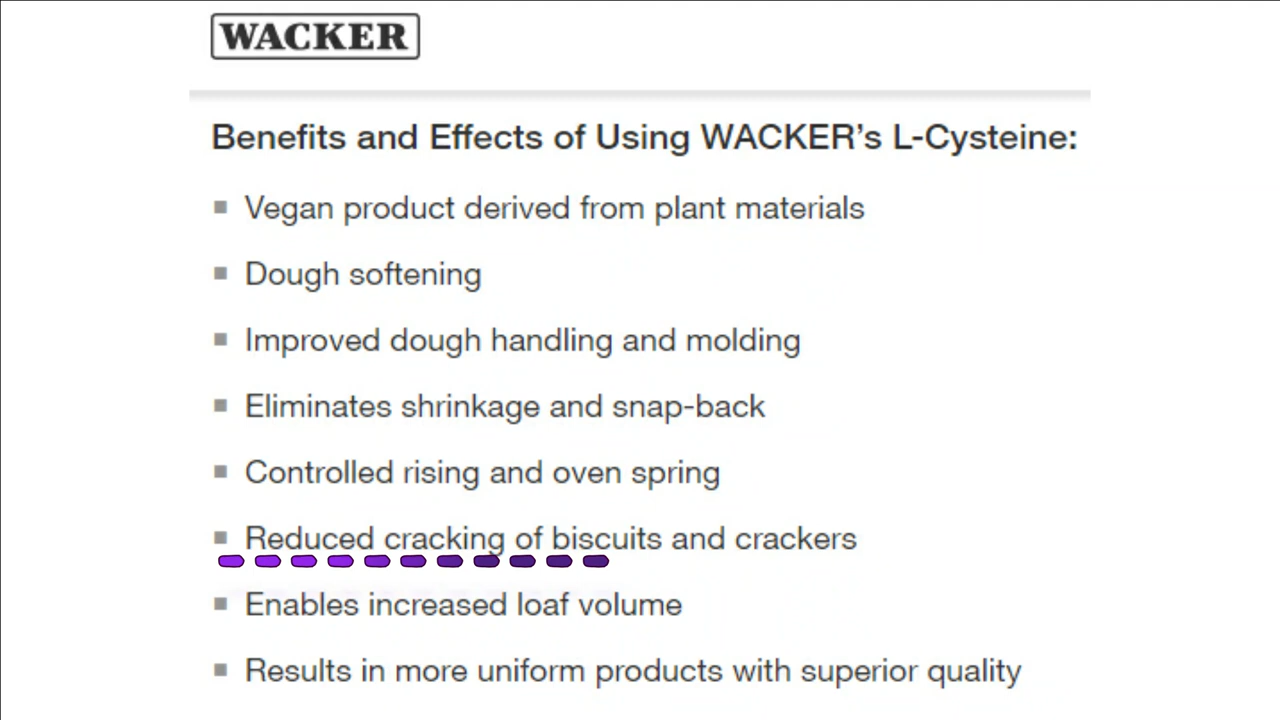 WACKER
Benefits and Effects of Using WACKER’s L-Cysteine:
Vegan product derived from plant materials
Dough softening
Improved dough handling and molding
Eliminates shrinkage and snap-back
Controlled rising and oven spring
Reduced cracking of biscuits and crackers
Enables increased loaf volume
Results in more uniform products with superior quality